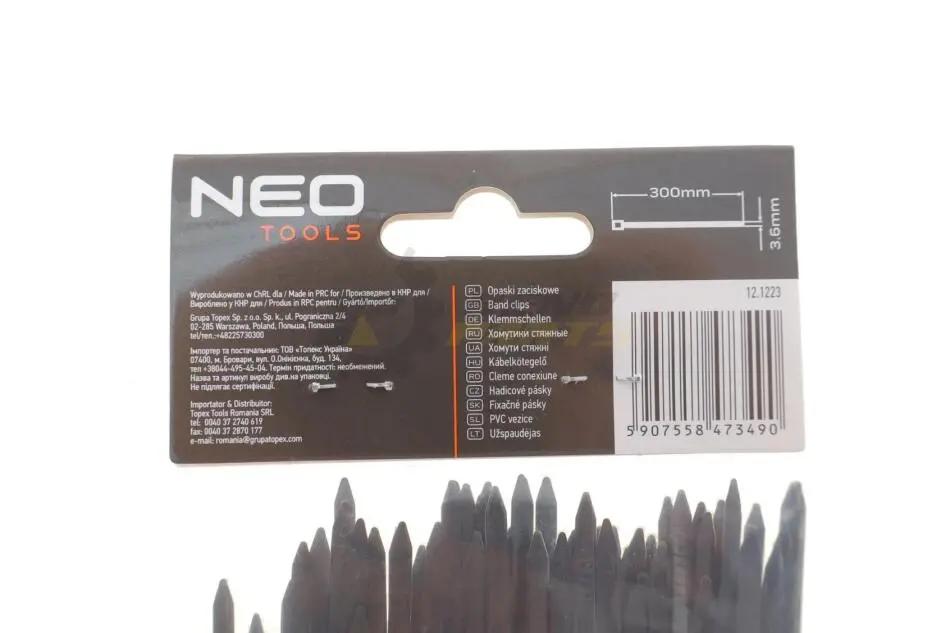 NEO
TOOLS
300mm
3.6mm
Wyprodukowano w ChRL dla / Made in PRC for / Произведено в КНР для /
Вироблено у КНР для / Produs in RPC pentru / Gyártó/Importőr:
Grupa Topex Sp. z o.o. Sp. k., ul. Pograniczna 2/4
02-285 Warszawa, Poland, Польша, Польща
tel/fax.:+48225730300
Імпортер та постачальник: ТОВ «Топекс Україна»
07400, м. Бровари, вул. О.Онікієнка, буд. 134,
тел +38044-495-45-04. Термін придатності: необмежений.
Назва та артикул виробу див.на упаковці.
Не підлягає сертифікації.
Importator & Distribuitor:
Topex Tools Romania SRL
tel: 0040 37 2740 619
fax: 0040 37 2870 177
e-mail: romania@grupatopex.com
PL Opaski zaciskowe
GB Band clips
DE Klemmschellen
RU Хомутики стяжные
UA Хомути стяжні
HU Kábelkötegelő
RO Cleme conexiune
CZ Hadicové pásky
SK Fixačné pásky
SL PVC vezice
LT Užspaudėjas
12.1223
5 907558 473490